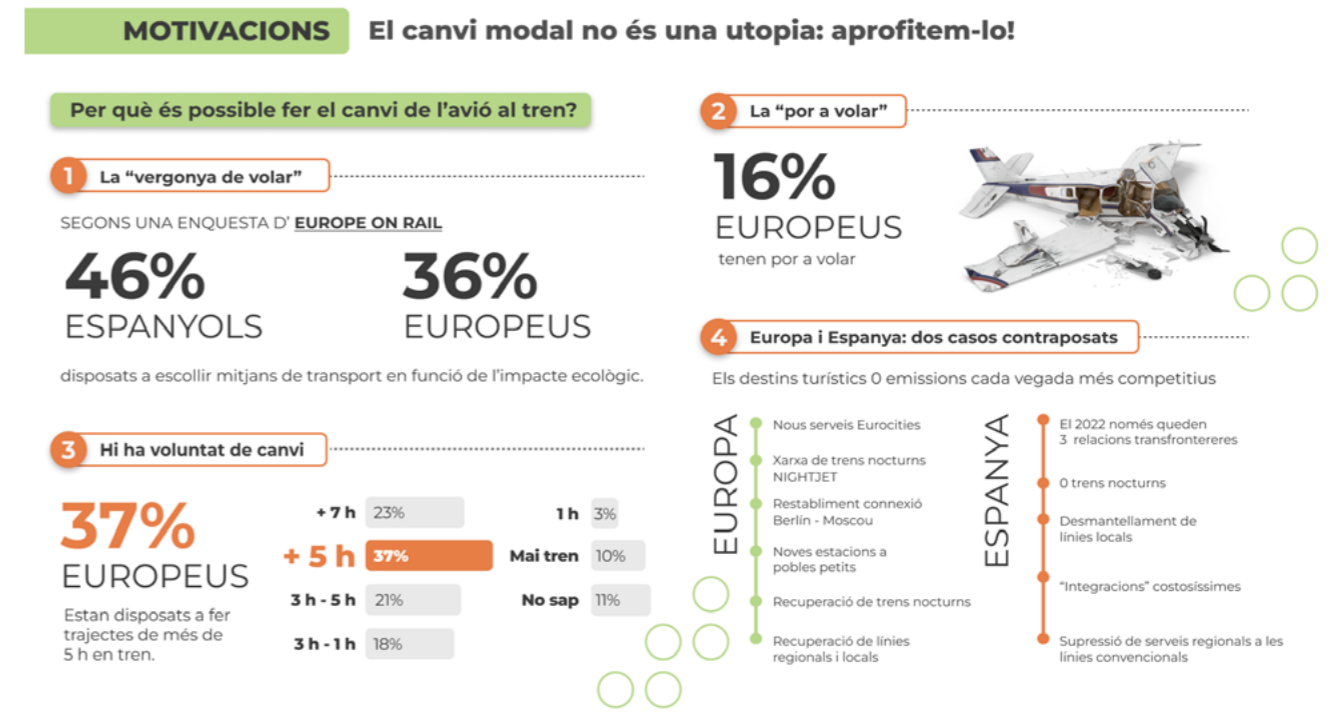 MOTIVACIONS
El canvi modal no és una utopia: aprofitem-lo!
Per què és possible fer el canvi de l'avió al tren?
1 La “vergonya de volar”
SEGONS UNA ENQUESTA D' EUROPE ON RAIL
46%
ESPANYOLS
36%
EUROPEUS
disposats a escollir mitjans de transport en funció de l'impacte ecològic.
2 La “por a volar”
16%
EUROPEUS
tenen por a volar
3 Hi ha voluntat de canvi
37%
EUROPEUS
Estan disposats a fer
trajectes de més de
5 h en tren.
+ 7 h 23%
+ 5 h 37%
3 h - 5 h 21%
3 h - 1 h 18%
1 h 3%
Mai tren 10%
No sap 11%
4 Europa i Espanya: dos casos contraposats
Els destins turístics 0 emissions cada vegada més competitius
EUROPA
Nous serveis Eurocities
Xarxa de trens nocturns
NIGHTJET
Restabliment connexió
Berlín - Moscou
Noves estacions a
pobles petits
Recuperació de trens nocturns
Recuperació de línies
regionals i locals
ESPANYA
El 2022 només queden
3 relacions transfrontereres
0 trens nocturns
Desmantellament de
línies locals
“Integracions” costosíssimes
Supressió de serveis regionals a les
línies convencionals